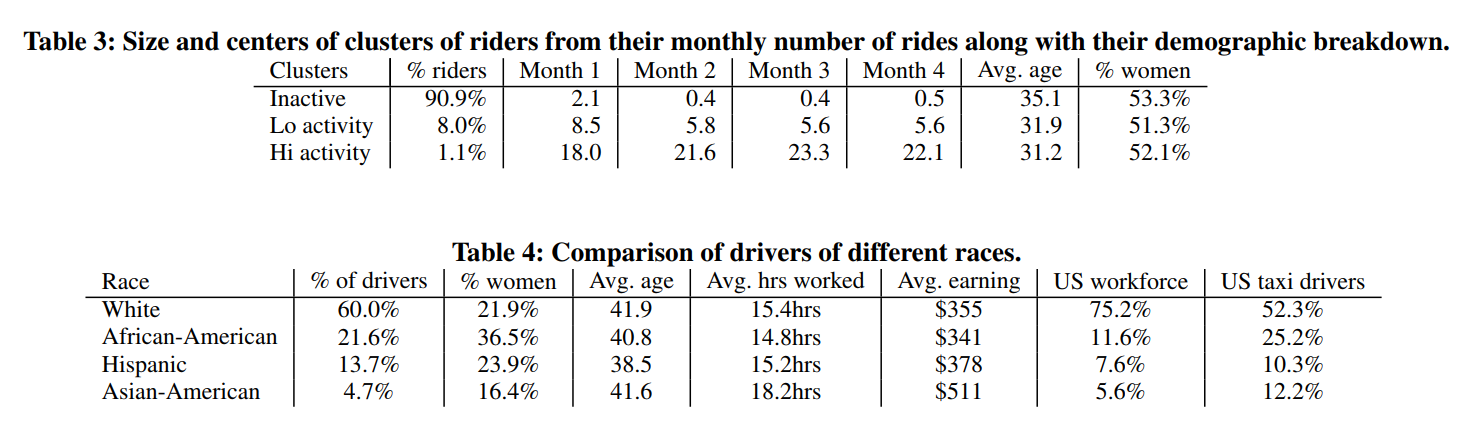 Table 3: Size and centers of clusters of riders from their monthly number of rides along with their demographic breakdown.
Clusters % riders Month 1 Month 2 Month 3 Month 4 Avg. age % women
Inactive 90.9% 2.1 0.4 0.4 0.5 35.1 53.3%
Lo activity 8.0% 8.5 5.8 5.6 5.6 31.9 51.3%
Hi activity 1.1% 18.0 21.6 23.3 22.1 31.2 52.1%
Table 4: Comparison of drivers of different races.
Race % of drivers % women Avg. age Avg. hrs worked Avg. earning US workforce US taxi drivers
White 60.0% 21.9% 41.9 15.4hrs $355 75.2% 52.3%
African-American 21.6% 36.5% 40.8 14.8hrs $341 11.6% 25.2%
Hispanic 13.7% 23.9% 38.5 15.2hrs $378 7.6% 10.3%
Asian-American 4.7% 16.4% 41.6 18.2hrs $511 5.6% 12.2%